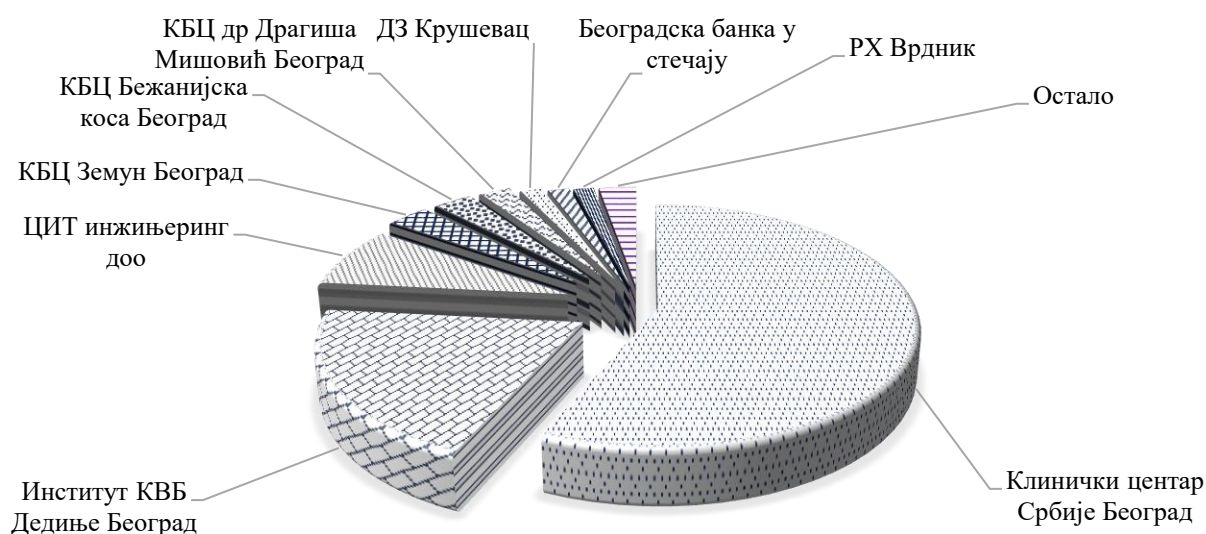 КБЦ др Драгиша
Мишовић Београд
ДЗ Крушевац
Београдска банка у
стечају
РХ Врдник
Остало
КБЦ Бежанијска
коса Београд
КБЦ Земун Београд
ЦИТ инжињеринг
доо
Институт КВБ
Дедиње Београд
Клинички центар
Србије Београд